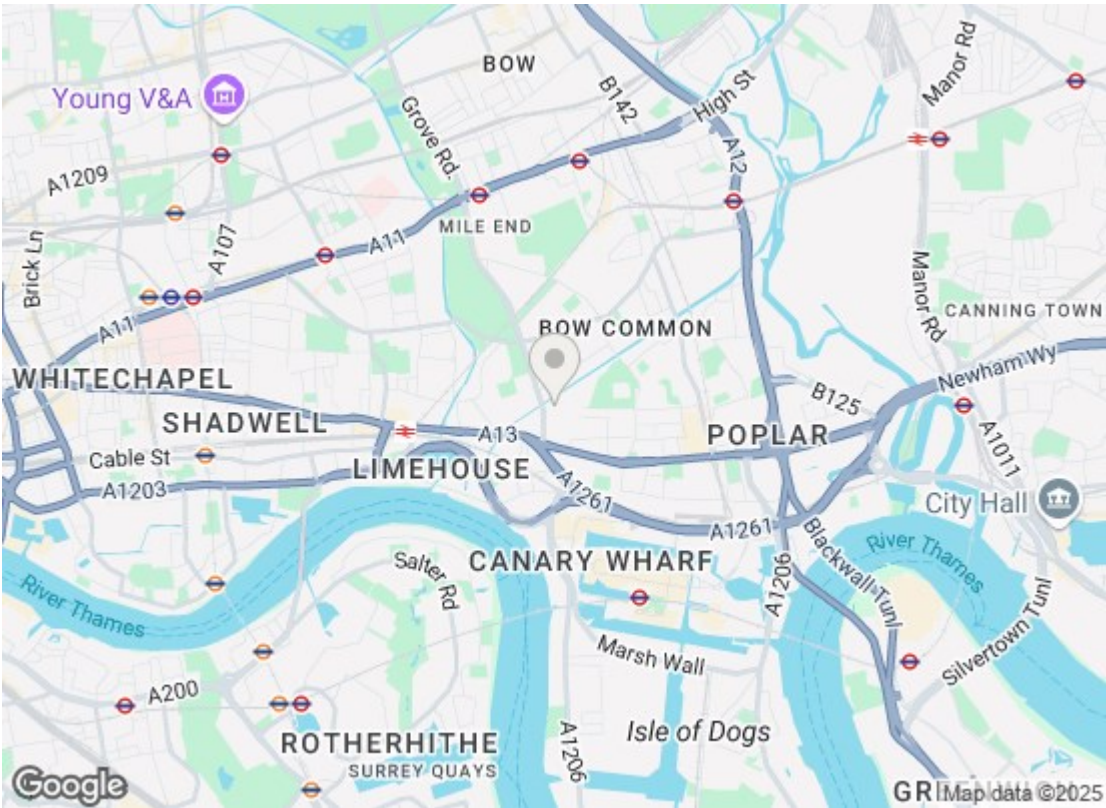 BOW
Young V&A
Grove Rd.
B142
High St
Manor Rd
A12
A1209
MILE END
A107
A11
Brick Ln
Manor Rd
A11
BOW COMMON
CANNING TOWN
Newham Wy
WHITECHAPEL
B125
SHADWELL
A13
POPLAR
Cable St
LIMEHOUSE
A1011
A1203
A1261
City Hall
A1261
CANARY WHARF
Blackwall Tunl
River Thames
Salter Rd
A1206
River Thames
Silvertown Tunl
Marsh Wall
A200
Isle of Dogs
ROTHERHITHE
SURREY QUAYS
A1206
Google
Map data ©2025